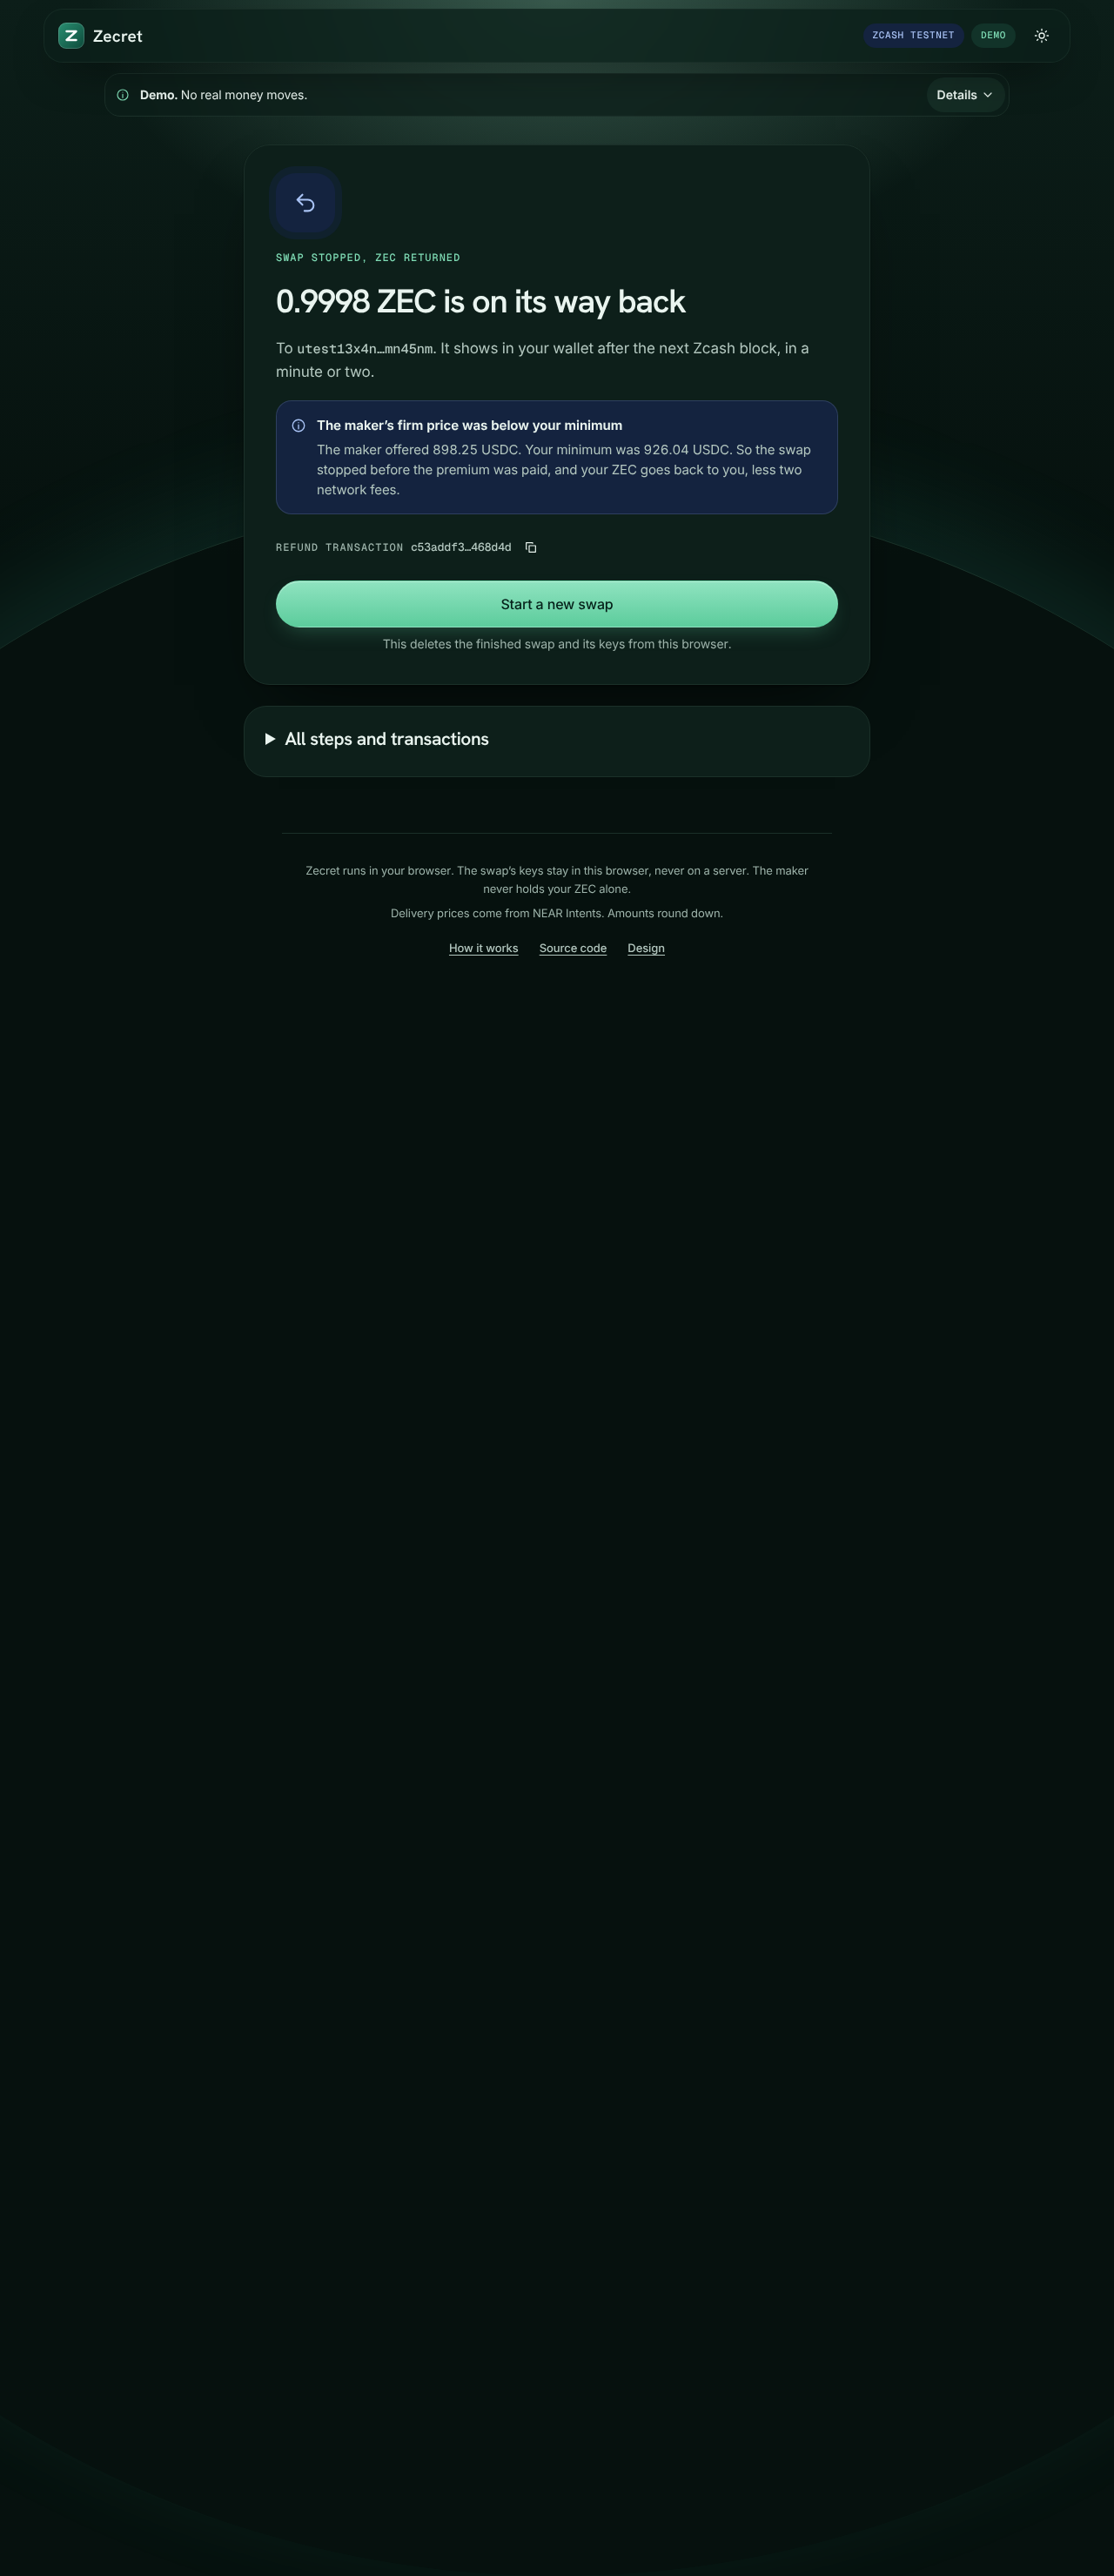 Zecret
ZCASH TESTNET
DEMO
Demo. No real money moves.
Details
SWAP STOPPED, ZEC RETURNED
0.9998 ZEC is on its way back
To utest13x4n…mn45nm. It shows in your wallet after the next Zcash block, in a
minute or two.
The maker’s firm price was below your minimum
The maker offered 898.25 USDC. Your minimum was 926.04 USDC. So the swap
stopped before the premium was paid, and your ZEC goes back to you, less two
network fees.
REFUND TRANSACTION c53addf3…468d4d
Start a new swap
This deletes the finished swap and its keys from this browser.
All steps and transactions
Zecret runs in your browser. The swap’s keys stay in this browser, never on a server. The maker
never holds your ZEC alone.
Delivery prices come from NEAR Intents. Amounts round down.
How it works
Source code
Design